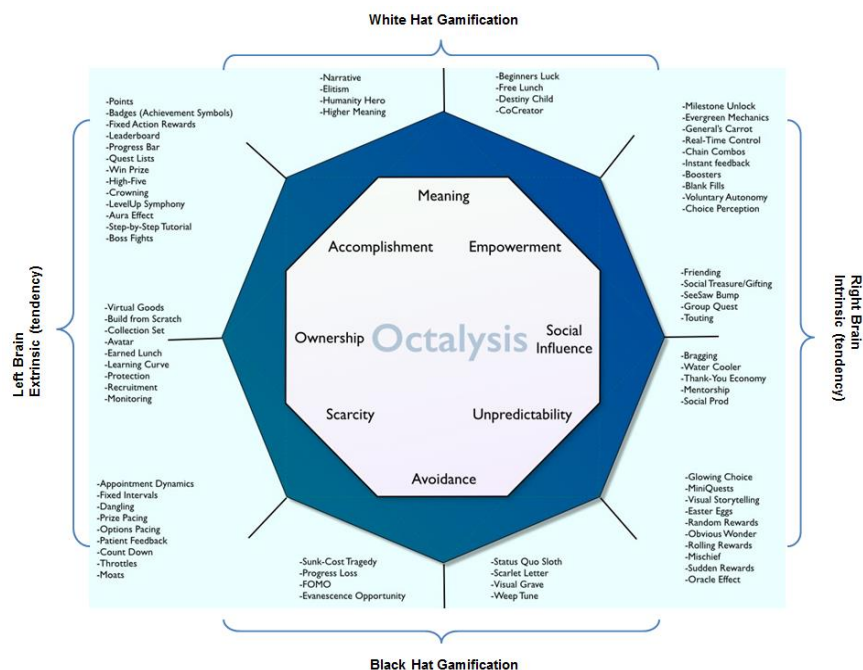 White Hat Gamification
-Narrative
-Elitism
-Humanity Hero
-Higher Meaning
-Beginners Luck
-Free Lunch
-Destiny Child
-CoCreator
-Points
-Badges (Achievement Symbols)
-Fixed Action Rewards
-Leaderboard
-Progress Bar
-Quest Lists
-Win Prize
-High-Five
-Crowning
-LevelUp Symphony
-Aura Effect
-Step-by-Step Tutorial
-Boss Fights
-Milestone Unlock
-Evergreen Mechanics
-General's Carrot
-Real-Time Control
-Chain Combos
-Instant feedback
-Boosters
-Blank Fills
-Voluntary Autonomy
-Choice Perception
Meaning
Accomplishment
Empowerment
Left Brain
Extrinsic (tendency)
-Virtual Goods
-Build from Scratch
-Collection Set
-Avatar
-Earned Lunch
-Learning Curve
-Protection
-Recruitment
-Monitoring
Ownership
Octalysis
Social
Influence
-Friending
-Social Treasure/Gifting
-SeeSaw Bump
-Group Quest
-Touting
-Bragging
-Water Cooler
-Thank-You Economy
-Mentorship
-Social Prod
Right Brain
Intrinsic (tendency)
Scarcity
Unpredictability
Avoidance
-Appointment Dynamics
-Fixed Intervals
-Dangling
-Prize Pacing
-Options Pacing
-Patient Feedback
-Count Down
-Throttles
-Moats
-Sunk-Cost Tragedy
-Progress Loss
-FOMO
-Evanescence Opportunity
-Status Quo Sloth
-Scarlet Letter
-Visual Grave
-Weep Tune
-Glowing Choice
-MiniQuests
-Visual Storytelling
-Easter Eggs
-Random Rewards
-Obvious Wonder
-Rolling Rewards
-Mischief
-Sudden Rewards
-Oracle Effect
Black Hat Gamification